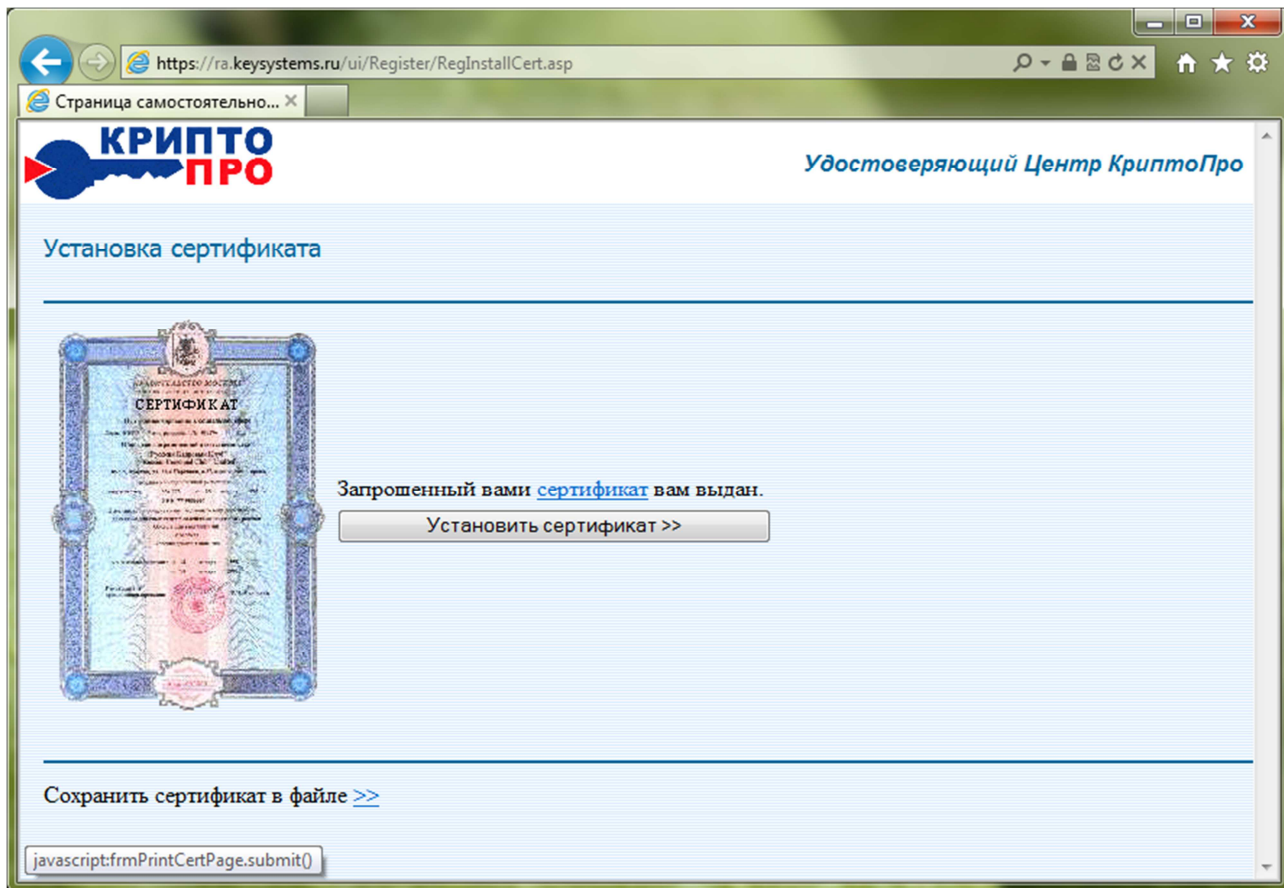 https://ra.keysystems.ru/ui/Register/RegInstallCert.asp
Страница самостоятельно...
КРИПТО
ПРО
Удостоверяющий Центр КриптоПро
Установка сертификата
СЕРТИФИКАТ
Запрошенный вами сертификат вам выдан.
Установить сертификат >>
Сохранить сертификат в файле >>
javascript:frmPrintCertPage.submit()